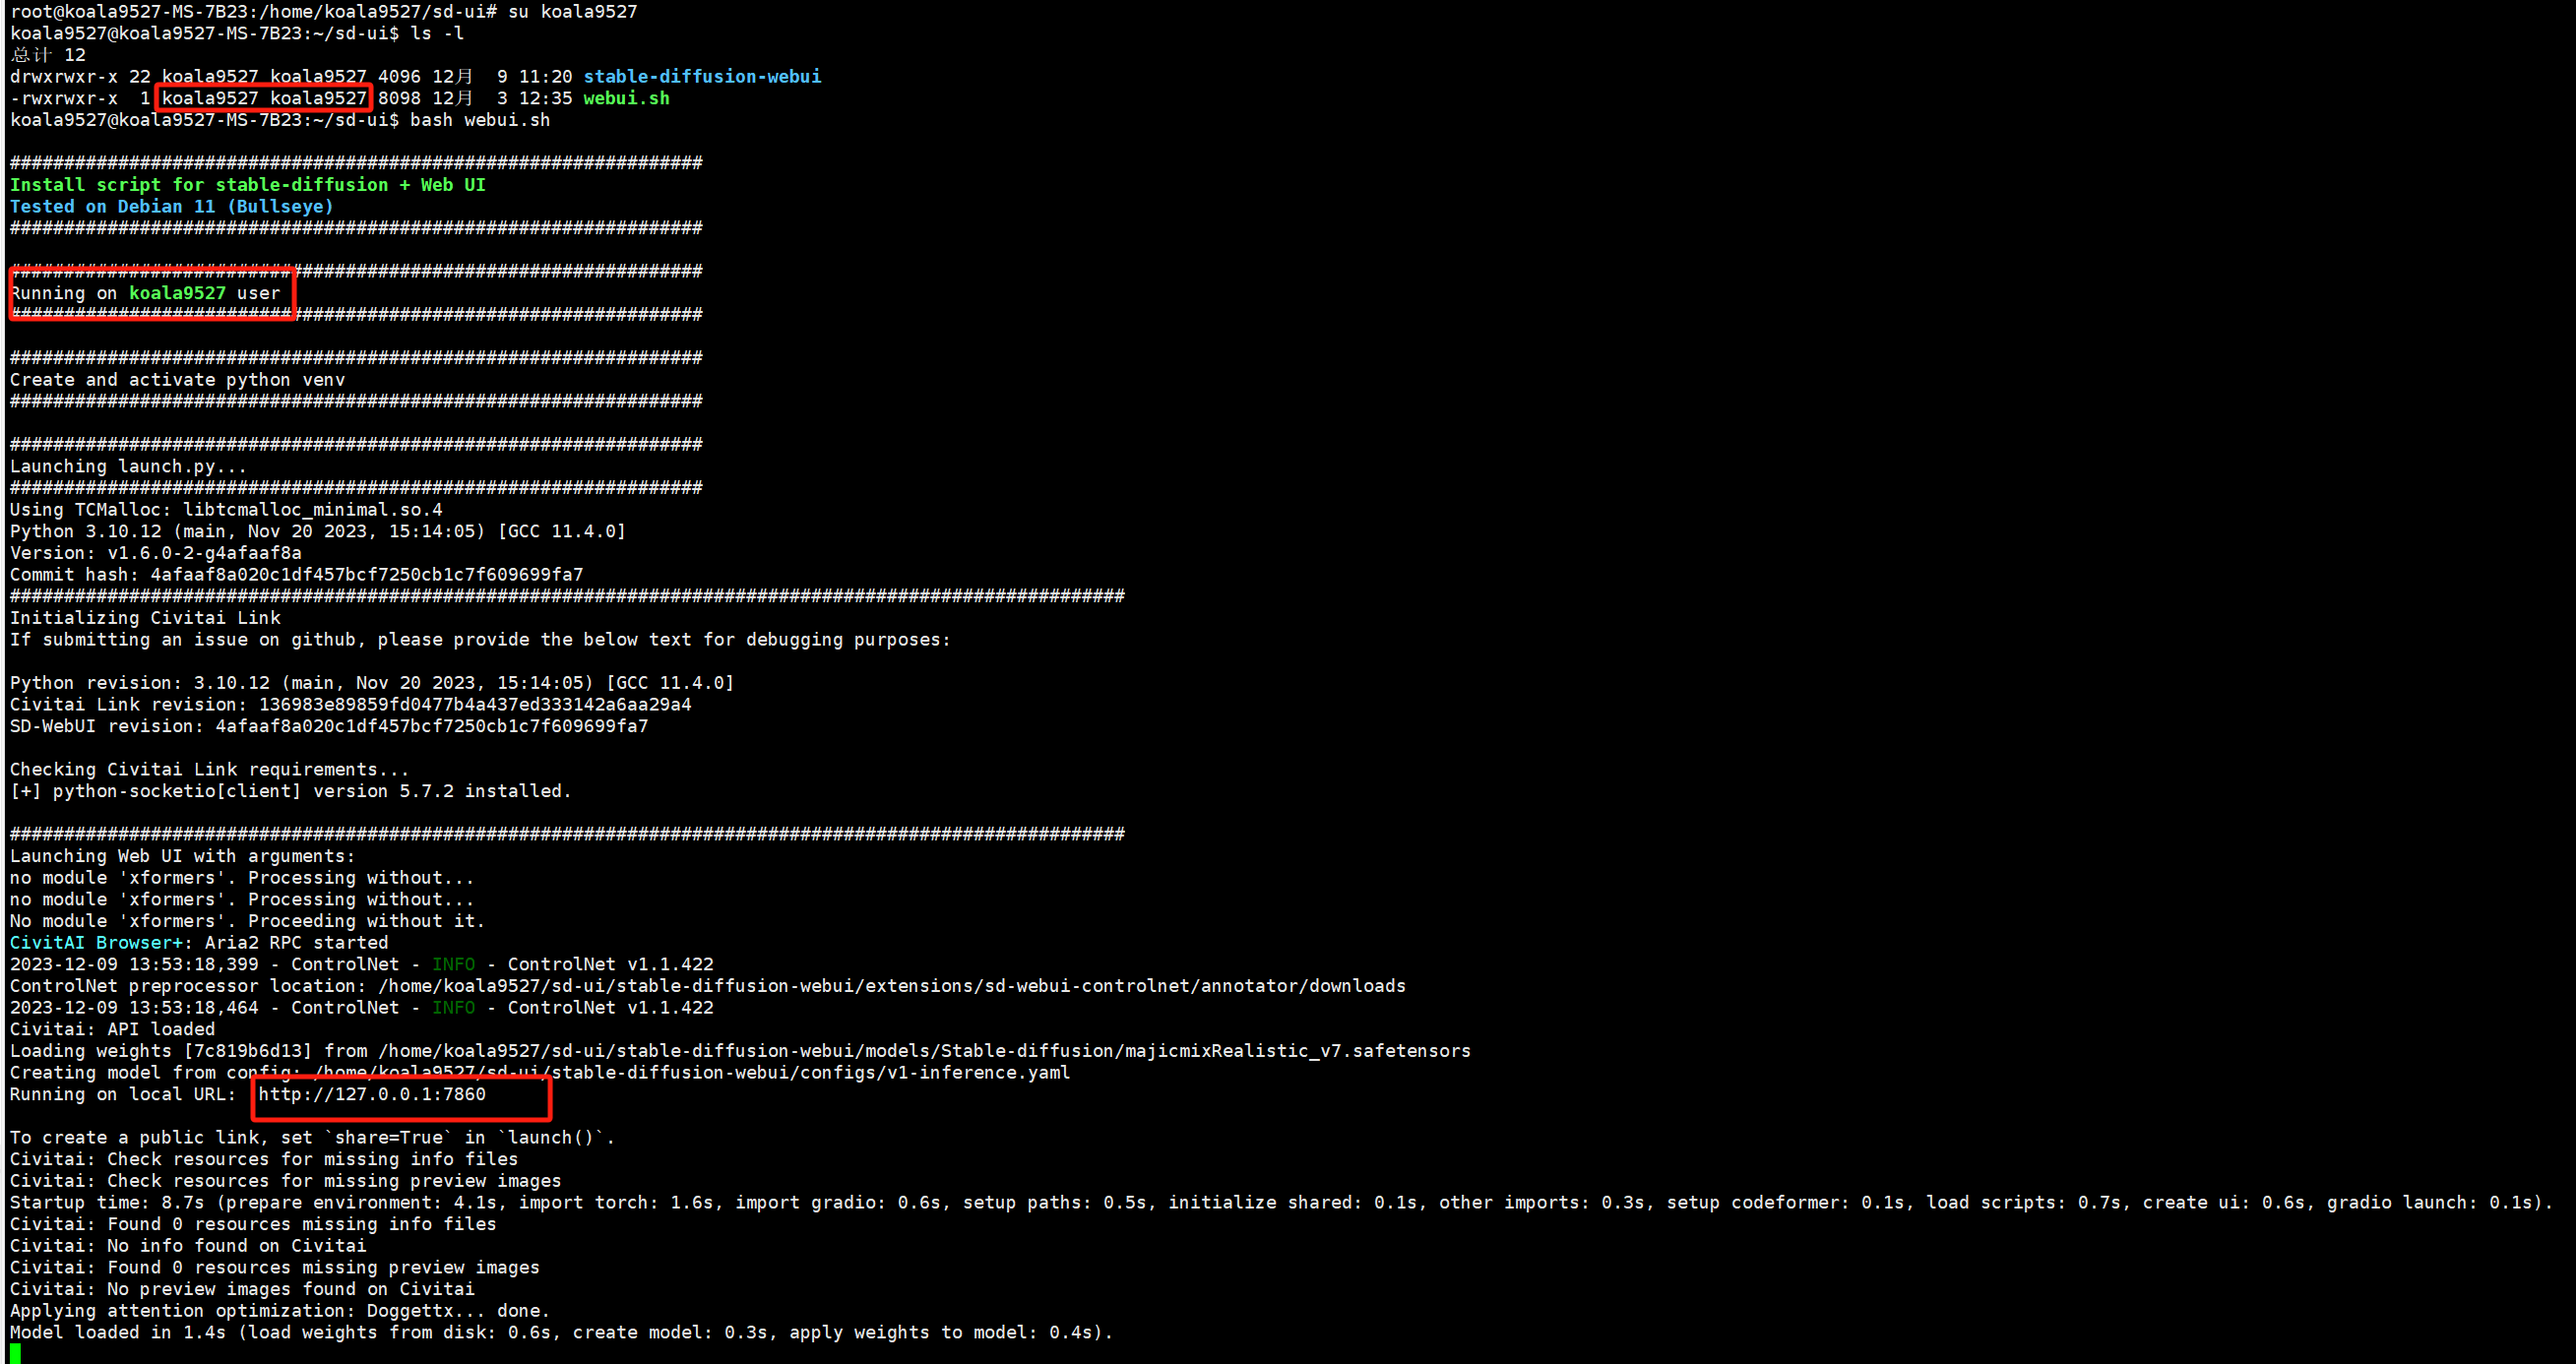 root@koala9527-MS-7B23:/home/koala9527/sd-ui# su koala9527
koala9527@koala9527-MS-7B23:~/sd-ui$ ls -l
总计 12
drwxrwxr-x 22 koala9527 koala9527 4096 12月  9 11:20 stable-diffusion-webui
-rwxrwxr-x  1 koala9527 koala9527 8098 12月  3 12:35 webui.sh
koala9527@koala9527-MS-7B23:~/sd-ui$ bash webui.sh
################################################################
Install script for stable-diffusion + Web UI
Tested on Debian 11 (Bullseye)
################################################################
################################################################
Running on koala9527 user
################################################################
################################################################
Create and activate python venv
################################################################
################################################################
Launching launch.py...
################################################################
Using TCMalloc: libtcmalloc_minimal.so.4
Python 3.10.12 (main, Nov 20 2023, 15:14:05) [GCC 11.4.0]
Version: v1.6.0-2-g4afaaf8a
Commit hash: 4afaaf8a020c1df457bcf7250cb1c7f609699fa7
#######################################################################################################
Initializing Civitai Link
If submitting an issue on github, please provide the below text for debugging purposes:
Python revision: 3.10.12 (main, Nov 20 2023, 15:14:05) [GCC 11.4.0]
Civitai Link revision: 136983e89859fd0477b4a437ed333142a6aa29a4
SD-WebUI revision: 4afaaf8a020c1df457bcf7250cb1c7f609699fa7
Checking Civitai Link requirements...
[+] python-socketio[client] version 5.7.2 installed.
#######################################################################################################
Launching Web UI with arguments:
no module 'xformers'. Processing without...
no module 'xformers'. Processing without...
No module 'xformers'. Proceeding without it.
CivitAI Browser+: Aria2 RPC started
2023-12-09 13:53:18,399 - ControlNet - INFO - ControlNet v1.1.422
ControlNet preprocessor location: /home/koala9527/sd-ui/stable-diffusion-webui/extensions/sd-webui-controlnet/annotator/downloads
2023-12-09 13:53:18,464 - ControlNet - INFO - ControlNet v1.1.422
Civitai: API loaded
Loading weights [7c819b6d13] from /home/koala9527/sd-ui/stable-diffusion-webui/models/Stable-diffusion/majicmixRealistic_v7.safetensors
Creating model from config: /home/koala9527/sd-ui/stable-diffusion-webui/configs/v1-inference.yaml
Running on local URL:  http://127.0.0.1:7860
To create a public link, set `share=True` in `launch()`.
Civitai: Check resources for missing info files
Civitai: Check resources for missing preview images
Startup time: 8.7s (prepare environment: 4.1s, import torch: 1.6s, import gradio: 0.6s, setup paths: 0.5s, initialize shared: 0.1s, other imports: 0.3s, setup codeformer: 0.1s, load scripts: 0.7s, create ui: 0.6s, gradio launch: 0.1s).
Civitai: Found 0 resources missing info files
Civitai: No info found on Civitai
Civitai: Found 0 resources missing preview images
Civitai: No preview images found on Civitai
Applying attention optimization: Doggettx... done.
Model loaded in 1.4s (load weights from disk: 0.6s, create model: 0.3s, apply weights to model: 0.4s).